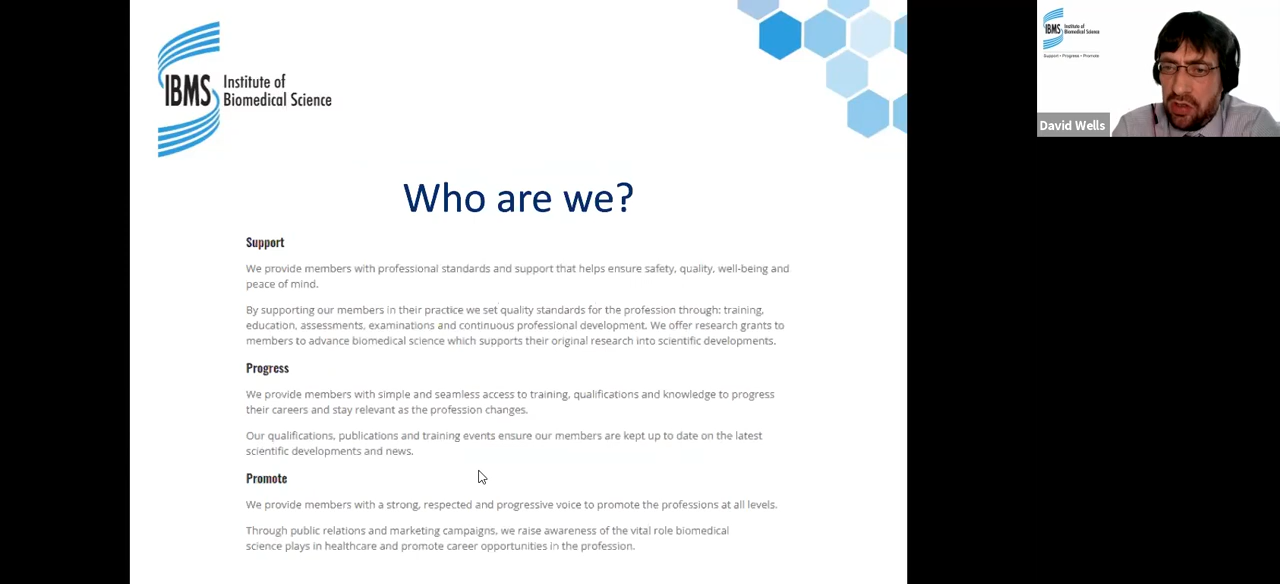 IBMS
Institute of
Biomedical Science
Who are we?
Support
We provide members with professional standards and support that helps ensure safety, quality, well-being and
peace of mind.
By supporting our members in their practice we set quality standards for the profession through: training,
education, assessments, examinations and continuous professional development. We offer research grants to
members to advance biomedical science which supports their original research into scientific developments.
Progress
We provide members with simple and seamless access to training, qualifications and knowledge to progress
their careers and stay relevant as the profession changes.
Our qualifications, publications and training events ensure our members are kept up to date on the latest
scientific developments and news.
Promote
We provide members with a strong, respected and progressive voice to promote the professions at all levels.
Through public relations and marketing campaigns, we raise awareness of the vital role biomedical
science plays in healthcare and promote career opportunities in the profession.
IBMS
Institute of
Biomedical Science
Support • Progress • Promote
David Wells